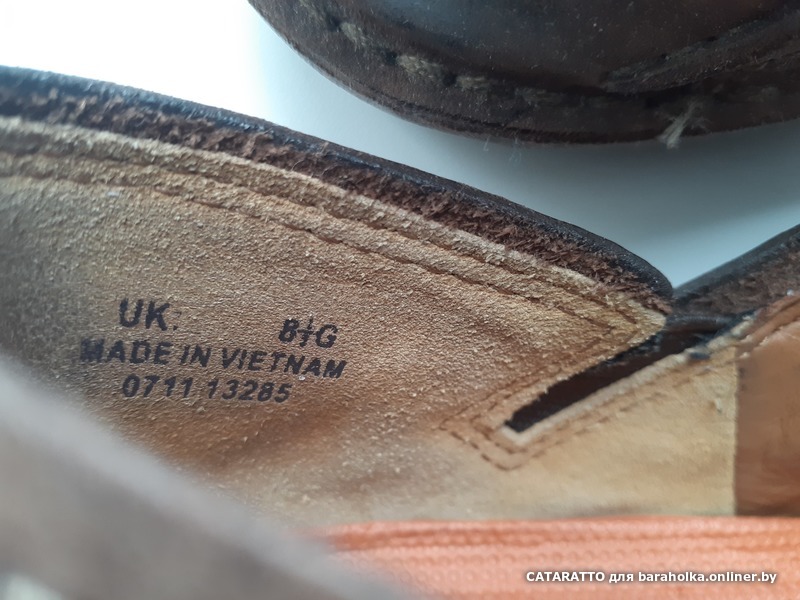 UK. 8½G
MADE IN VIETNAM
0711 13285
CATARATTO для baraholka.onliner.by